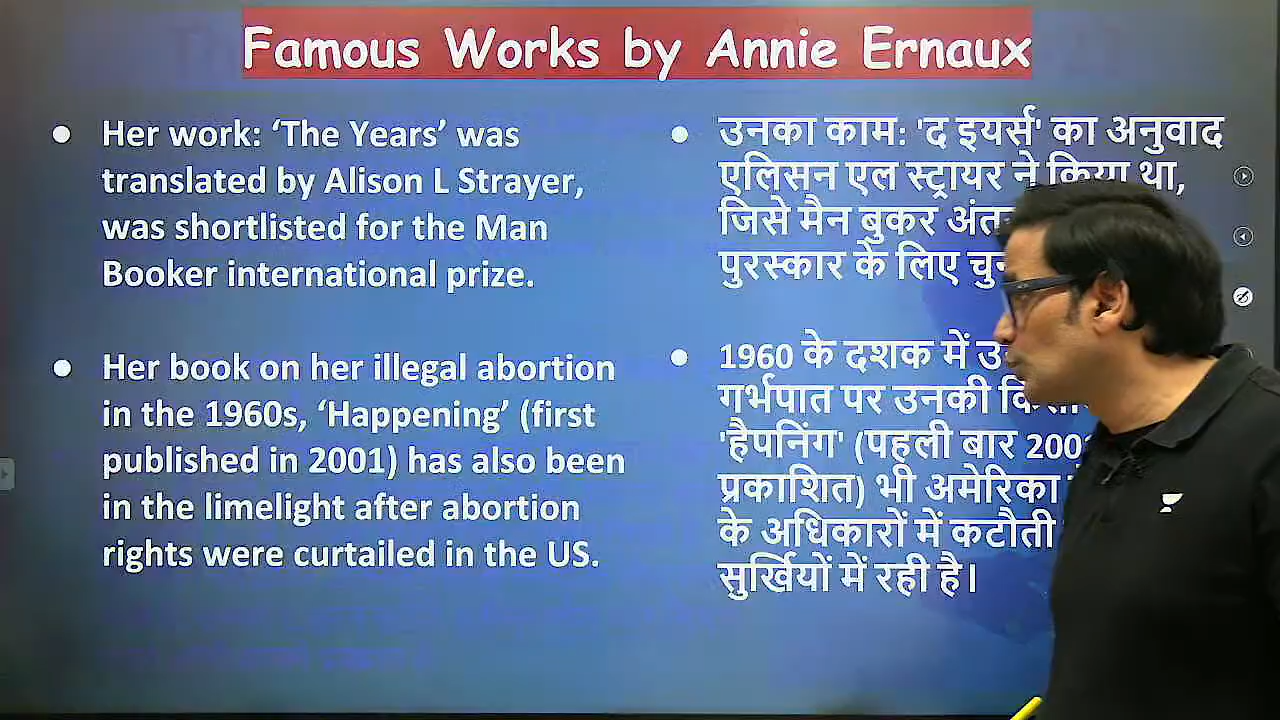 Famous Works by Annie Ernaux
● Her work: ‘The Years’ was
translated by Alison L Strayer,
was shortlisted for the Man
Booker international prize.
● Her book on her illegal abortion
in the 1960s, ‘Happening’ (first
published in 2001) has also been
in the limelight after abortion
rights were curtailed in the US.
● उनका काम: 'द इयर्स' का अनुवाद
एलिसन एल स्ट्रायर ने किया था,
जिसे मैन बुकर
पुरस्कार के लिए
● 1960 के दशक में
गर्भपात पर उनकी
'हैपनिंग' (पहली बार
प्रकाशित) भी अमेरिका
के अधिकारों में कटौती
सुर्खियों में रही है।